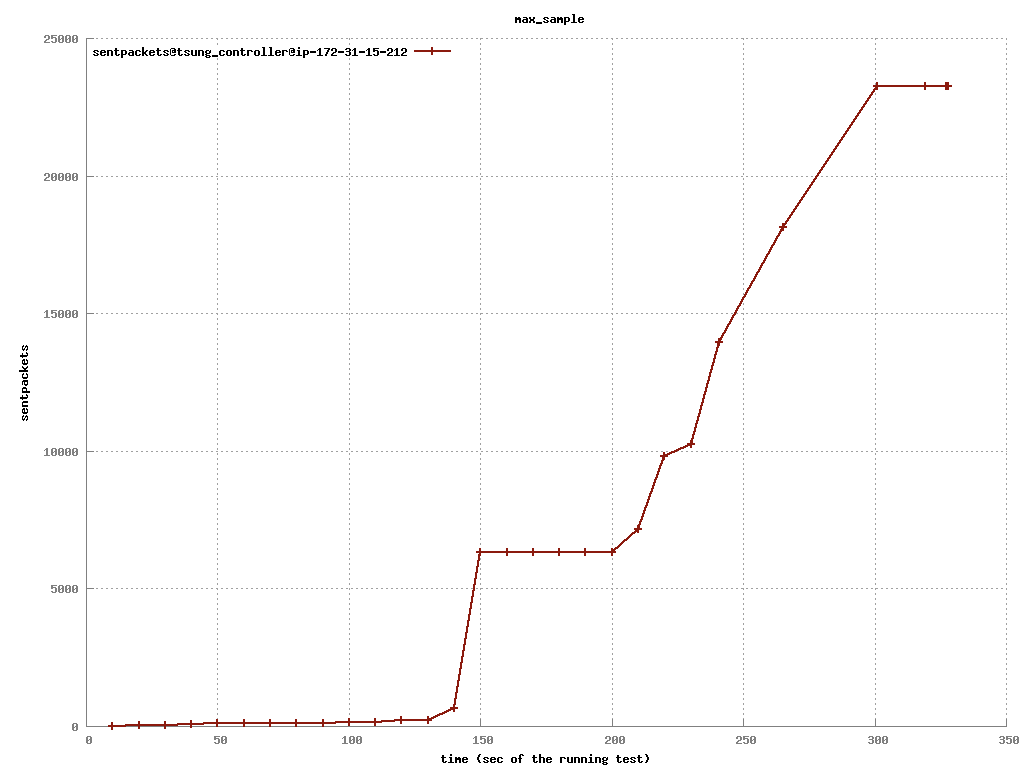 max_sample
25000
sentpackets@tsung_controller@ip-172-31-15-212
20000
15000
sentpackets
10000
5000
0
0 50 100 150 200 250 300 350
time (sec of the running test)